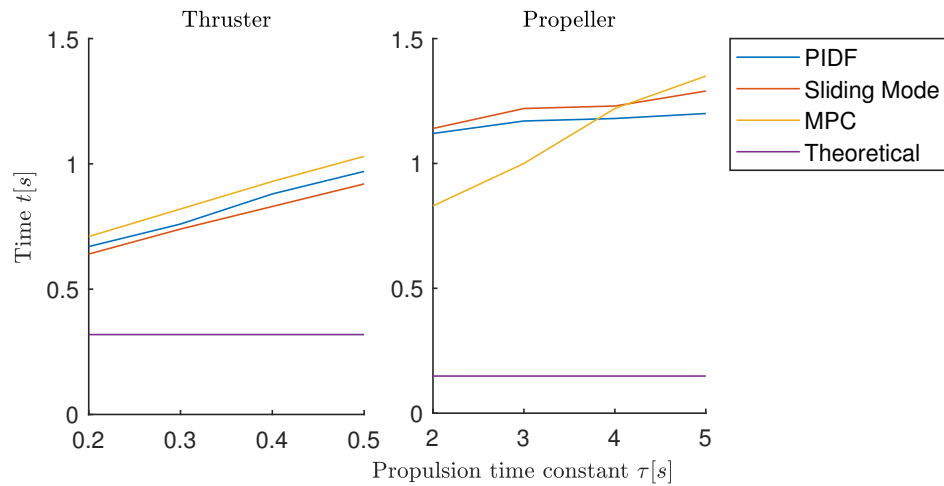 Thruster
Propeller
1.5
1
0.5
0
0.2
0.3
0.4
0.5
1.5
1
0.5
0
2
3
4
5
Time t[s]
Propulsion time constant τ[s]
PIDF
Sliding Mode
MPC
Theoretical